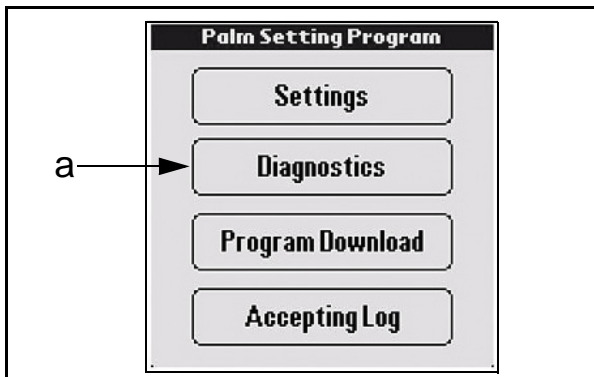 Palm Setting Program
Settings
a
Diagnostics
Program Download
Accepting Log